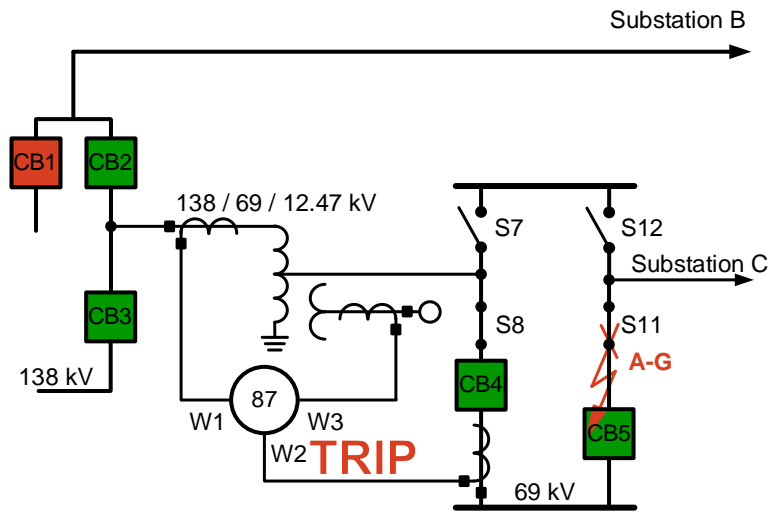 Substation B
CB1
CB2
138 / 69 / 12.47 kV
S7
S12
Substation C
CB3
S8
S11
A-G
138 kV
CB4
87
W1
W3
CB5
W2
TRIP
69 kV